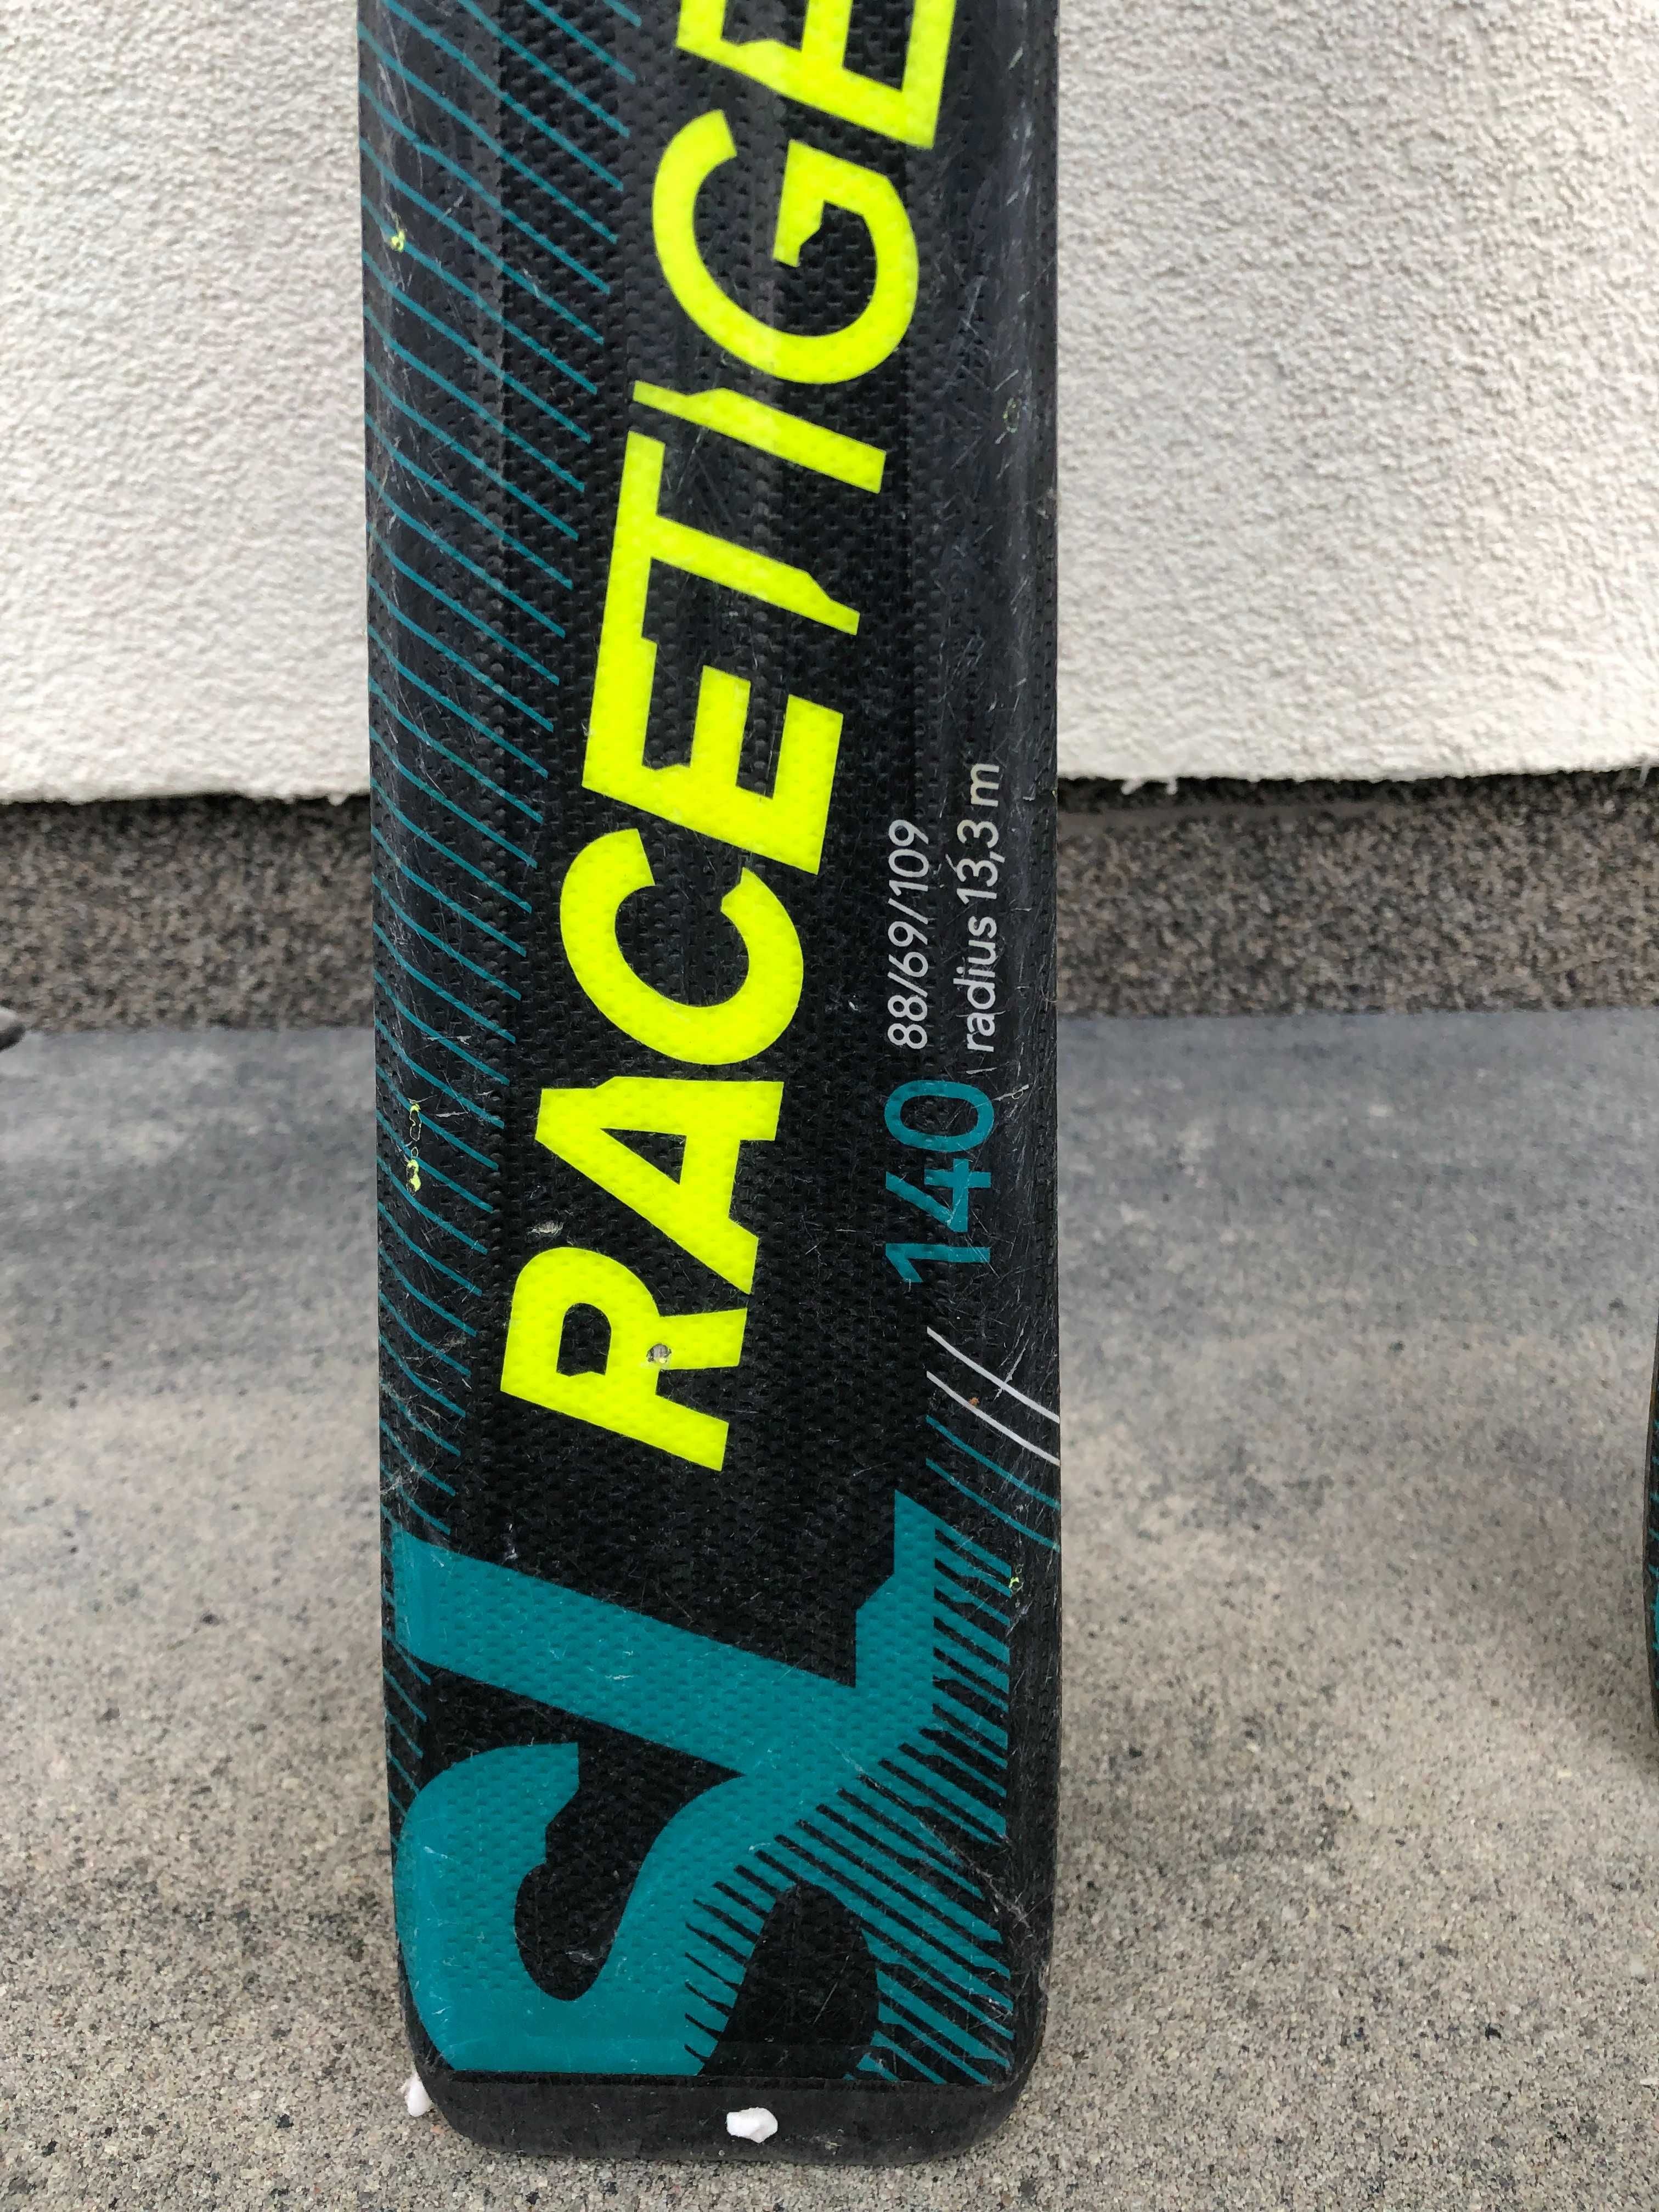 SL RACETIGE
140 88/69/109
radius 13,3 m